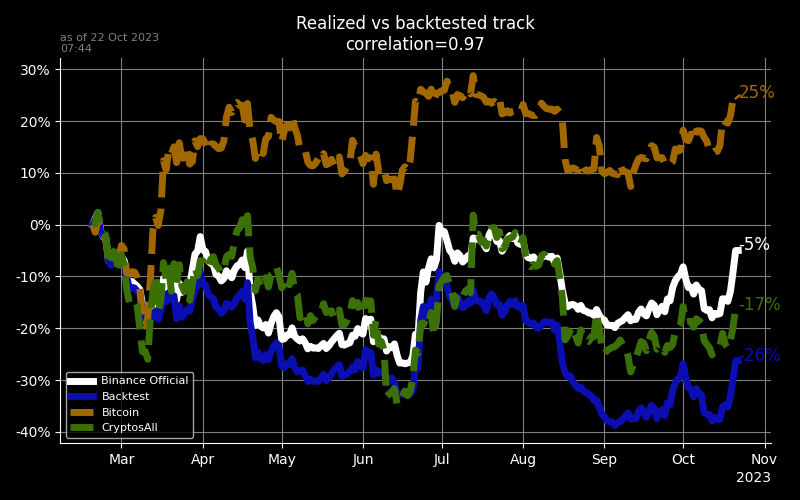 Realized vs backtested track
correlation=0.97
as of 22 Oct 2023
07:44
30%
20%
10%
0%
-10%
-20%
-30%
-40%
25%
-5%
-17%
-26%
Binance Official
Backtest
Bitcoin
CryptosAll
Mar Apr May Jun Jul Aug Sep Oct Nov
2023